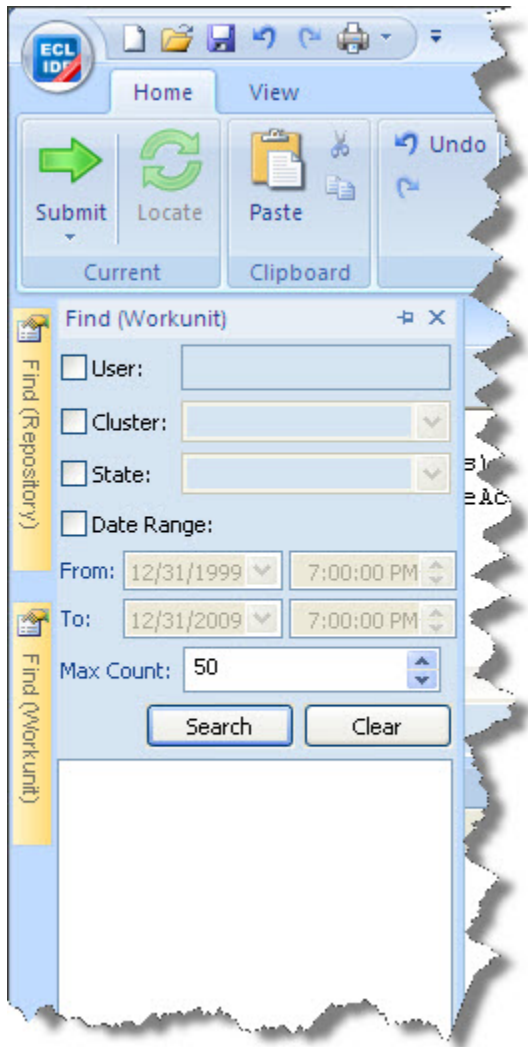 ECL
IDE
Home View
Undo
Submit Locate Paste
Current Clipboard
Find (Repository)
Find (Workunit)
Find (Workunit)
User:
Cluster:
State:
Date Range:
From: 12/31/1999 7:00:00 PM
To: 12/31/2009 7:00:00 PM
Max Count: 50
Search Clear